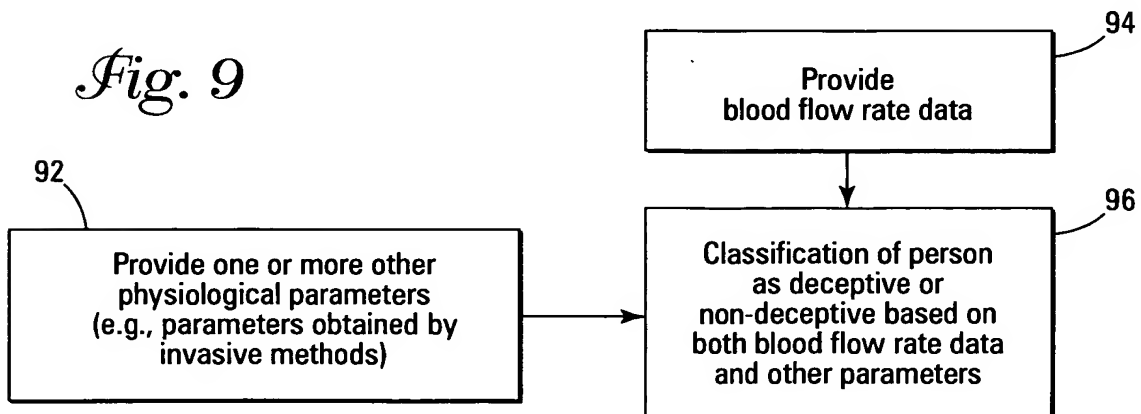 Fig. 9
94
Provide
blood flow rate data
92
Provide one or more other
physiological parameters
(e.g., parameters obtained by
invasive methods)
96
Classification of person
as deceptive or
non-deceptive based on
both blood flow rate data
and other parameters